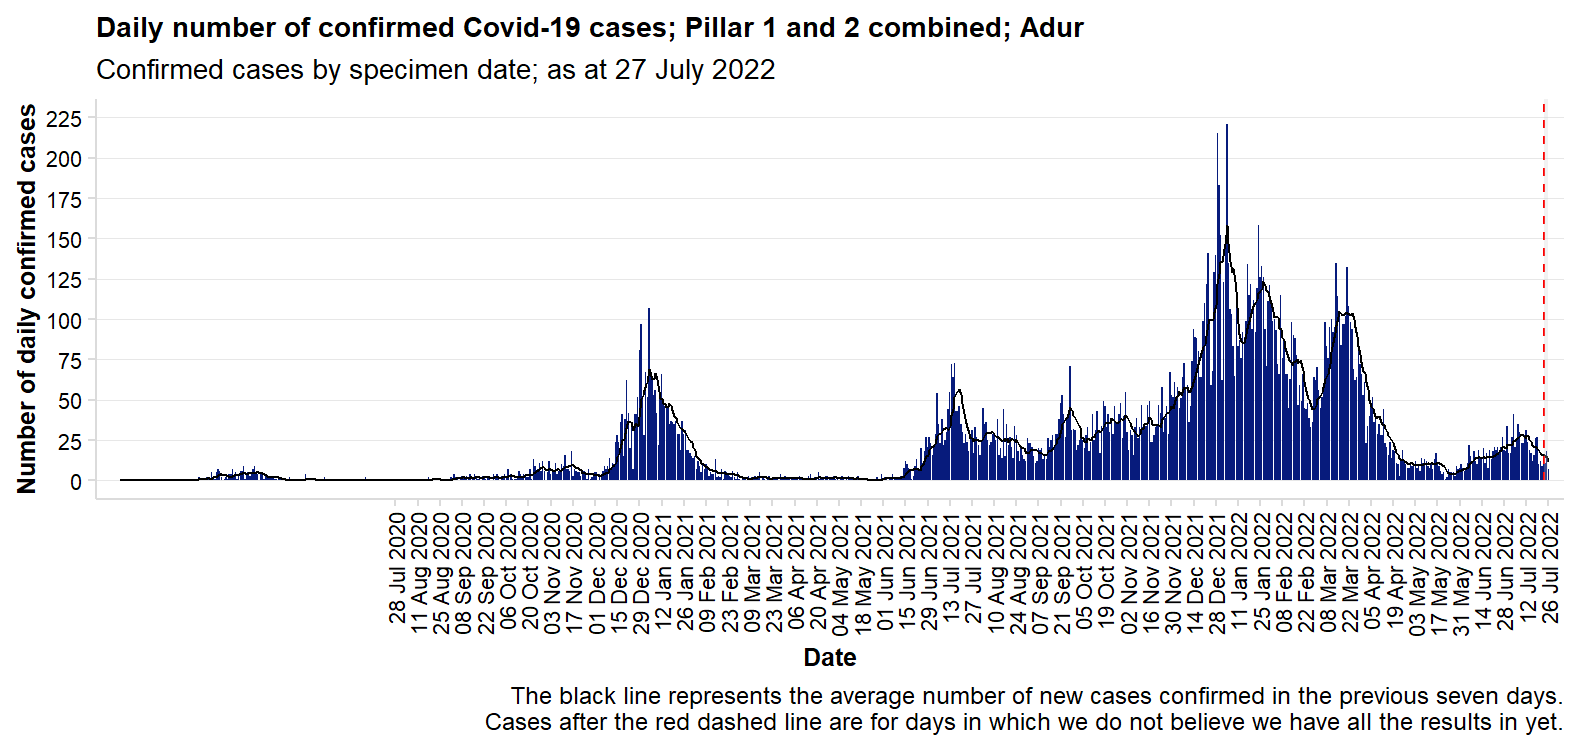 Daily number of confirmed Covid-19 cases; Pillar 1 and 2 combined; Adur
Confirmed cases by specimen date; as at 27 July 2022
Number of daily confirmed cases
225
200
175
150
125
100
75
50
25
0
28 Jul 2020
11 Aug 2020
25 Aug 2020
08 Sep 2020
22 Sep 2020
06 Oct 2020
20 Oct 2020
03 Nov 2020
17 Nov 2020
01 Dec 2020
15 Dec 2020
29 Dec 2020
12 Jan 2021
26 Jan 2021
09 Feb 2021
23 Feb 2021
09 Mar 2021
23 Mar 2021
06 Apr 2021
20 Apr 2021
04 May 2021
18 May 2021
01 Jun 2021
15 Jun 2021
29 Jun 2021
13 Jul 2021
27 Jul 2021
10 Aug 2021
24 Aug 2021
07 Sep 2021
21 Sep 2021
05 Oct 2021
19 Oct 2021
02 Nov 2021
16 Nov 2021
30 Nov 2021
14 Dec 2021
28 Dec 2021
11 Jan 2022
25 Jan 2022
08 Feb 2022
22 Feb 2022
08 Mar 2022
22 Mar 2022
05 Apr 2022
19 Apr 2022
03 May 2022
17 May 2022
31 May 2022
14 Jun 2022
28 Jun 2022
12 Jul 2022
26 Jul 2022
Date
The black line represents the average number of new cases confirmed in the previous seven days.
Cases after the red dashed line are for days in which we do not believe we have all the results in yet.